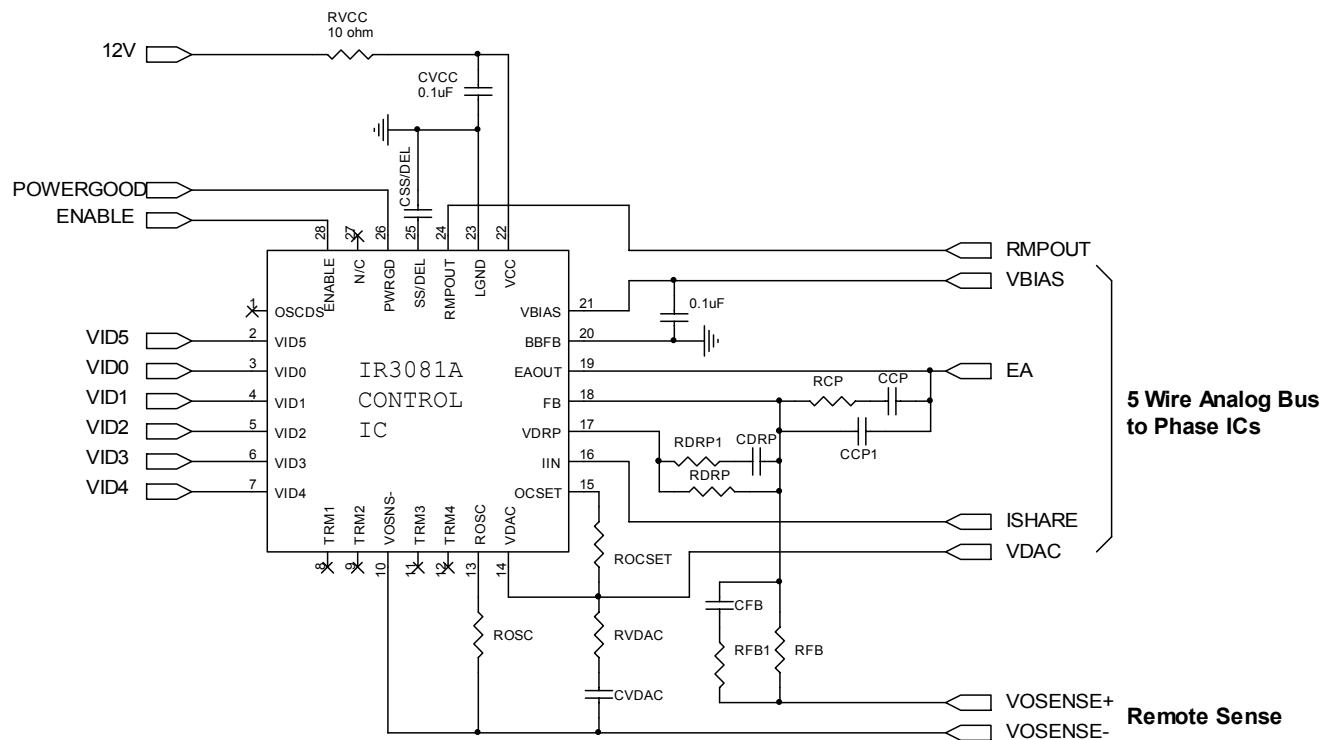 RVCC
10 ohm
12V
CVCC
0.1uF
CSS/DEL
POWERGOOD
ENABLE
28
27
26
25
24
23
22
ENABLE
N/C
PWRGD
SS/DEL
RMPOUT
LGND
VCC
RMPOUT
VBIAS
0.1uF
1
OSCDS
VBIAS
21
VID5
2
VID5
BBFB
20
VID0
3
VID0
EAOUT
19
EA
VID1
4
VID1
FB
18
VID2
5
VID2
VDRP
17
VID3
6
VID3
IIN
16
VID4
7
VID4
OCSET
15
IR3081A
CONTROL
IC
RCP
CCP
CCP1
RDRP1
CDRP
RDRP
5 Wire Analog Bus
to Phase ICs
TRM1
TRM2
VOSNS-
TRM3
TRM4
ROSC
VDAC
8
9
10
11
12
13
14
ISHARE
VDAC
ROCSET
ROSC
RVDAC
CVDAC
CFB
RFB1
RFB
VOSENSE+
VOSENSE-
Remote Sense